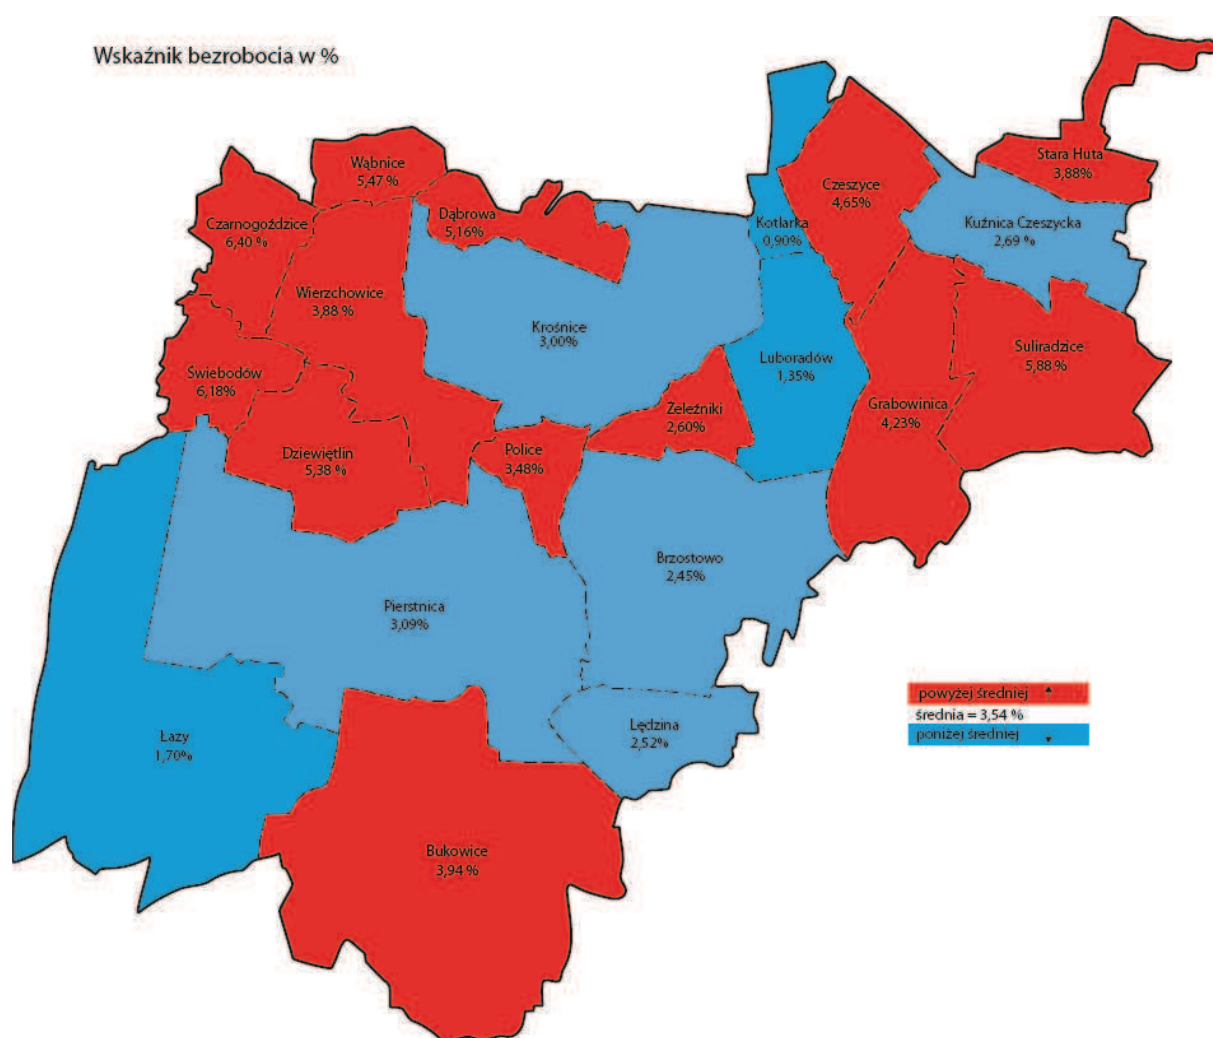 Wskaźnik bezrobocia w %
Stara Huta
3,88%
Wąbnice
5,47 %
Czeszyce
4,65%
Czarnogoździce
6,40 %
Dąbrowa
5,16%
Kotlarka
0,90%
Kuźnica Czeszycka
2,69 %
Wierzchowice
3,88 %
Krośnice
3,00%
Luboradów
1,35%
Suliradzice
5,88 %
Świebodów
6,18%
Żeleźniki
2,60%
Grabowinica
4,23%
Dziewiętlin
5,38 %
Police
3,48%
Brzostowo
2,45%
Pierstnica
3,09%
powyżej średniej
średnia = 3,54 %
poniżej średniej
Łazy
1,70%
Lędzina
2,52%
Bukowice
3,94 %